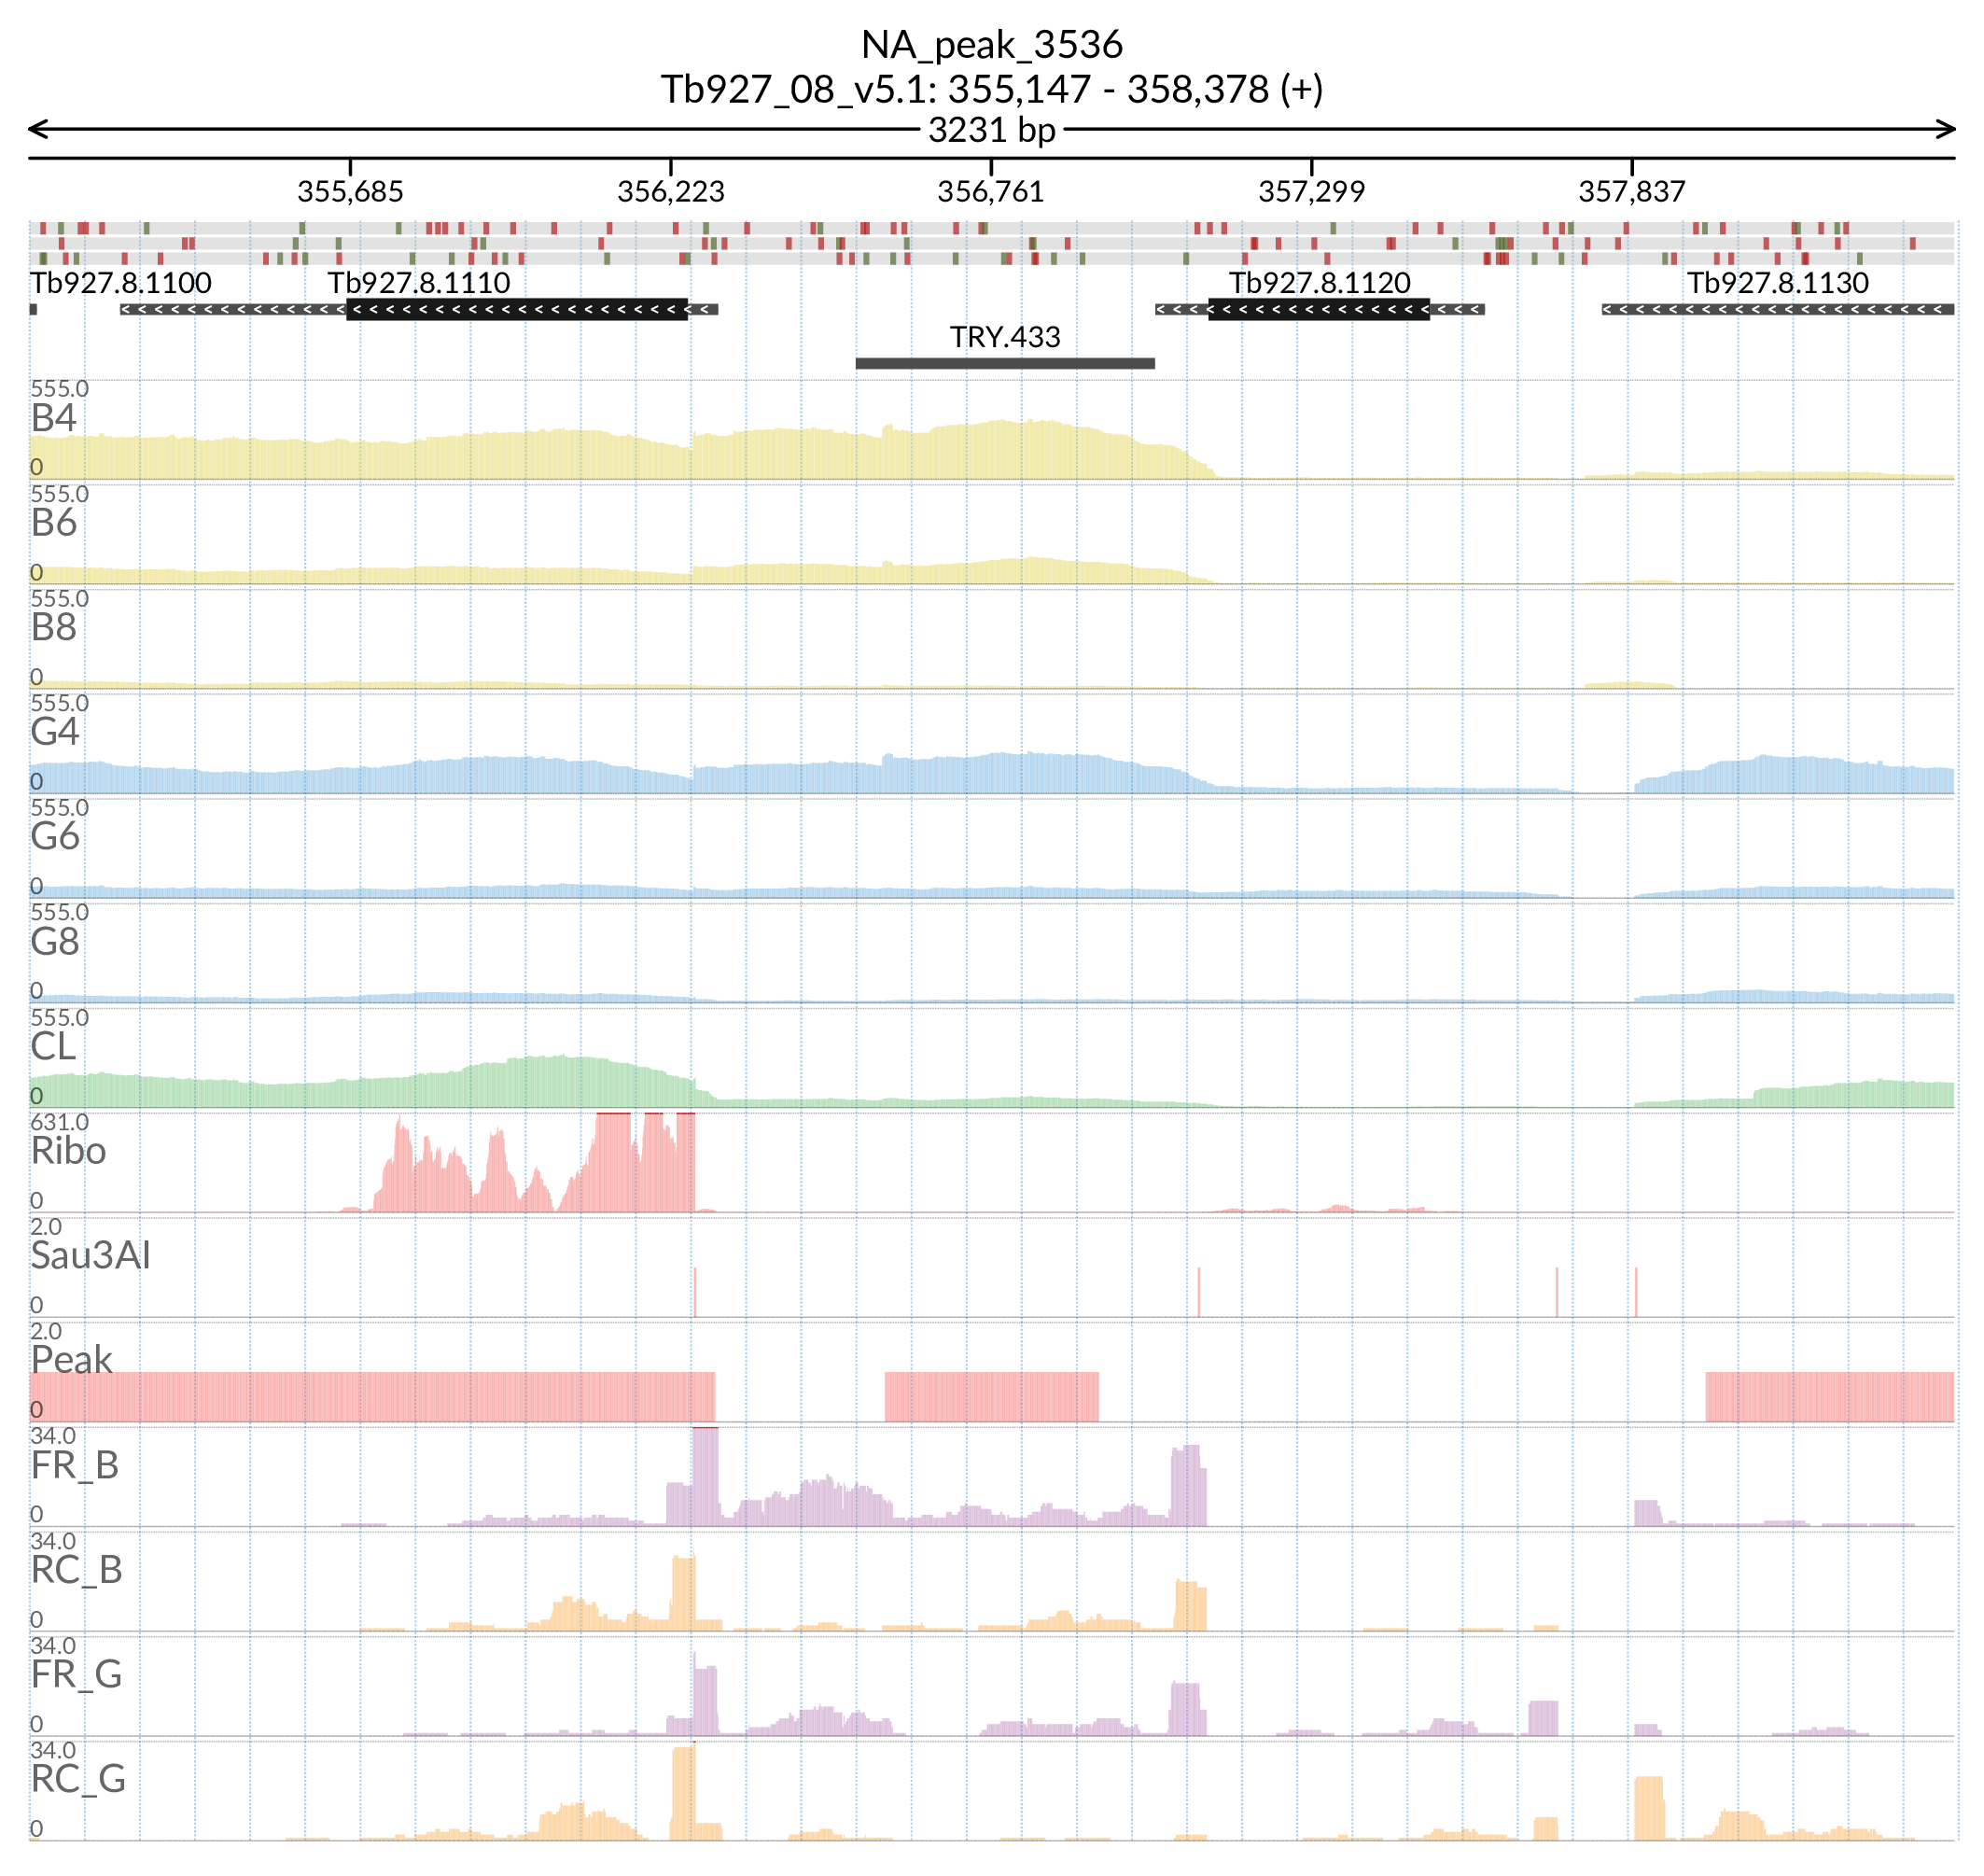 NA_peak_3536
Tb927_08_v5.1: 355,147 - 358,378 (+)
3231 bp
355,685 356,223 356,761 357,299 357,837
Tb927.8.1100 Tb927.8.1110 Tb927.8.1120 Tb927.8.1130
TRY.433
555.0
B4
0
555.0
B6
0
555.0
B8
0
555.0
G4
0
555.0
G6
0
555.0
G8
0
555.0
CL
0
631.0
Ribo
0
2.0
Sau3AI
0
2.0
Peak
0
34.0
FR_B
0
34.0
RC_B
0
34.0
FR_G
0
34.0
RC_G
0